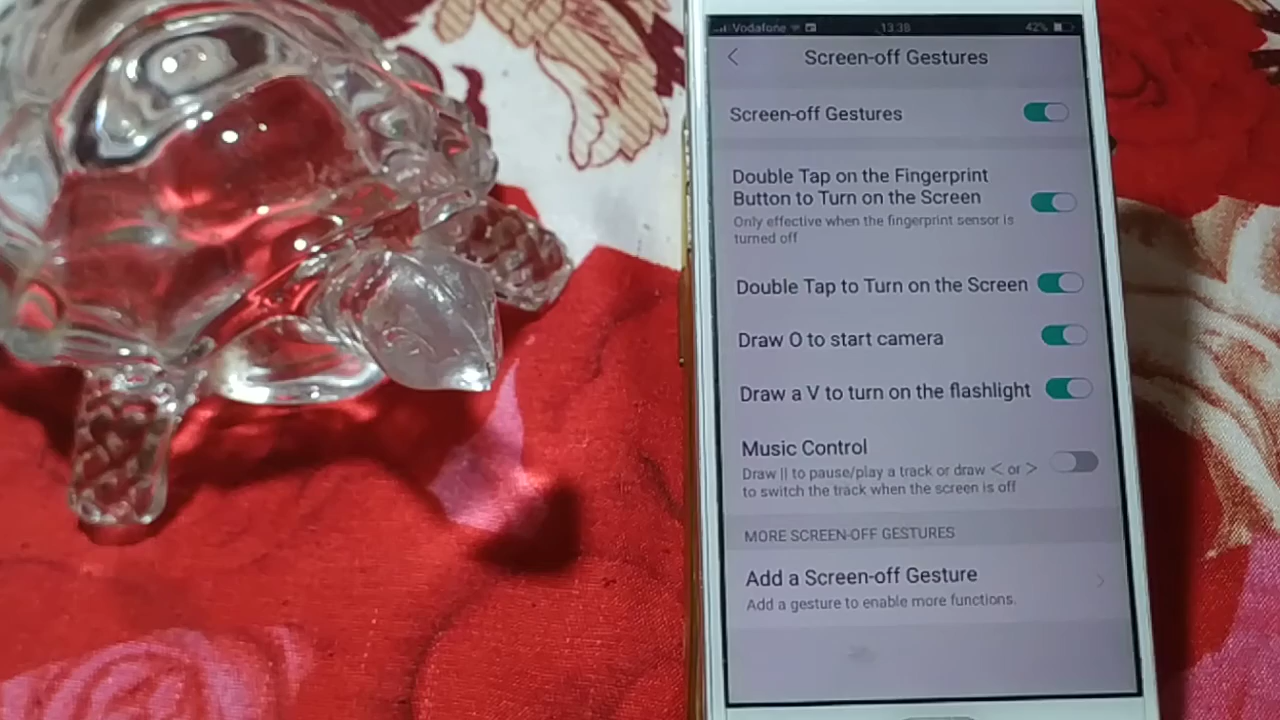 Vodafone 13:38 42%
Screen-off Gestures
Screen-off Gestures
Double Tap on the Fingerprint
Button to Turn on the Screen
Only effective when the fingerprint sensor is
turned off
Double Tap to Turn on the Screen
Draw O to start camera
Draw a V to turn on the flashlight
Music Control
Draw || to pause/play a track or draw < or >
to switch the track when the screen is off
MORE SCREEN-OFF GESTURES
Add a Screen-off Gesture
Add a gesture to enable more functions.